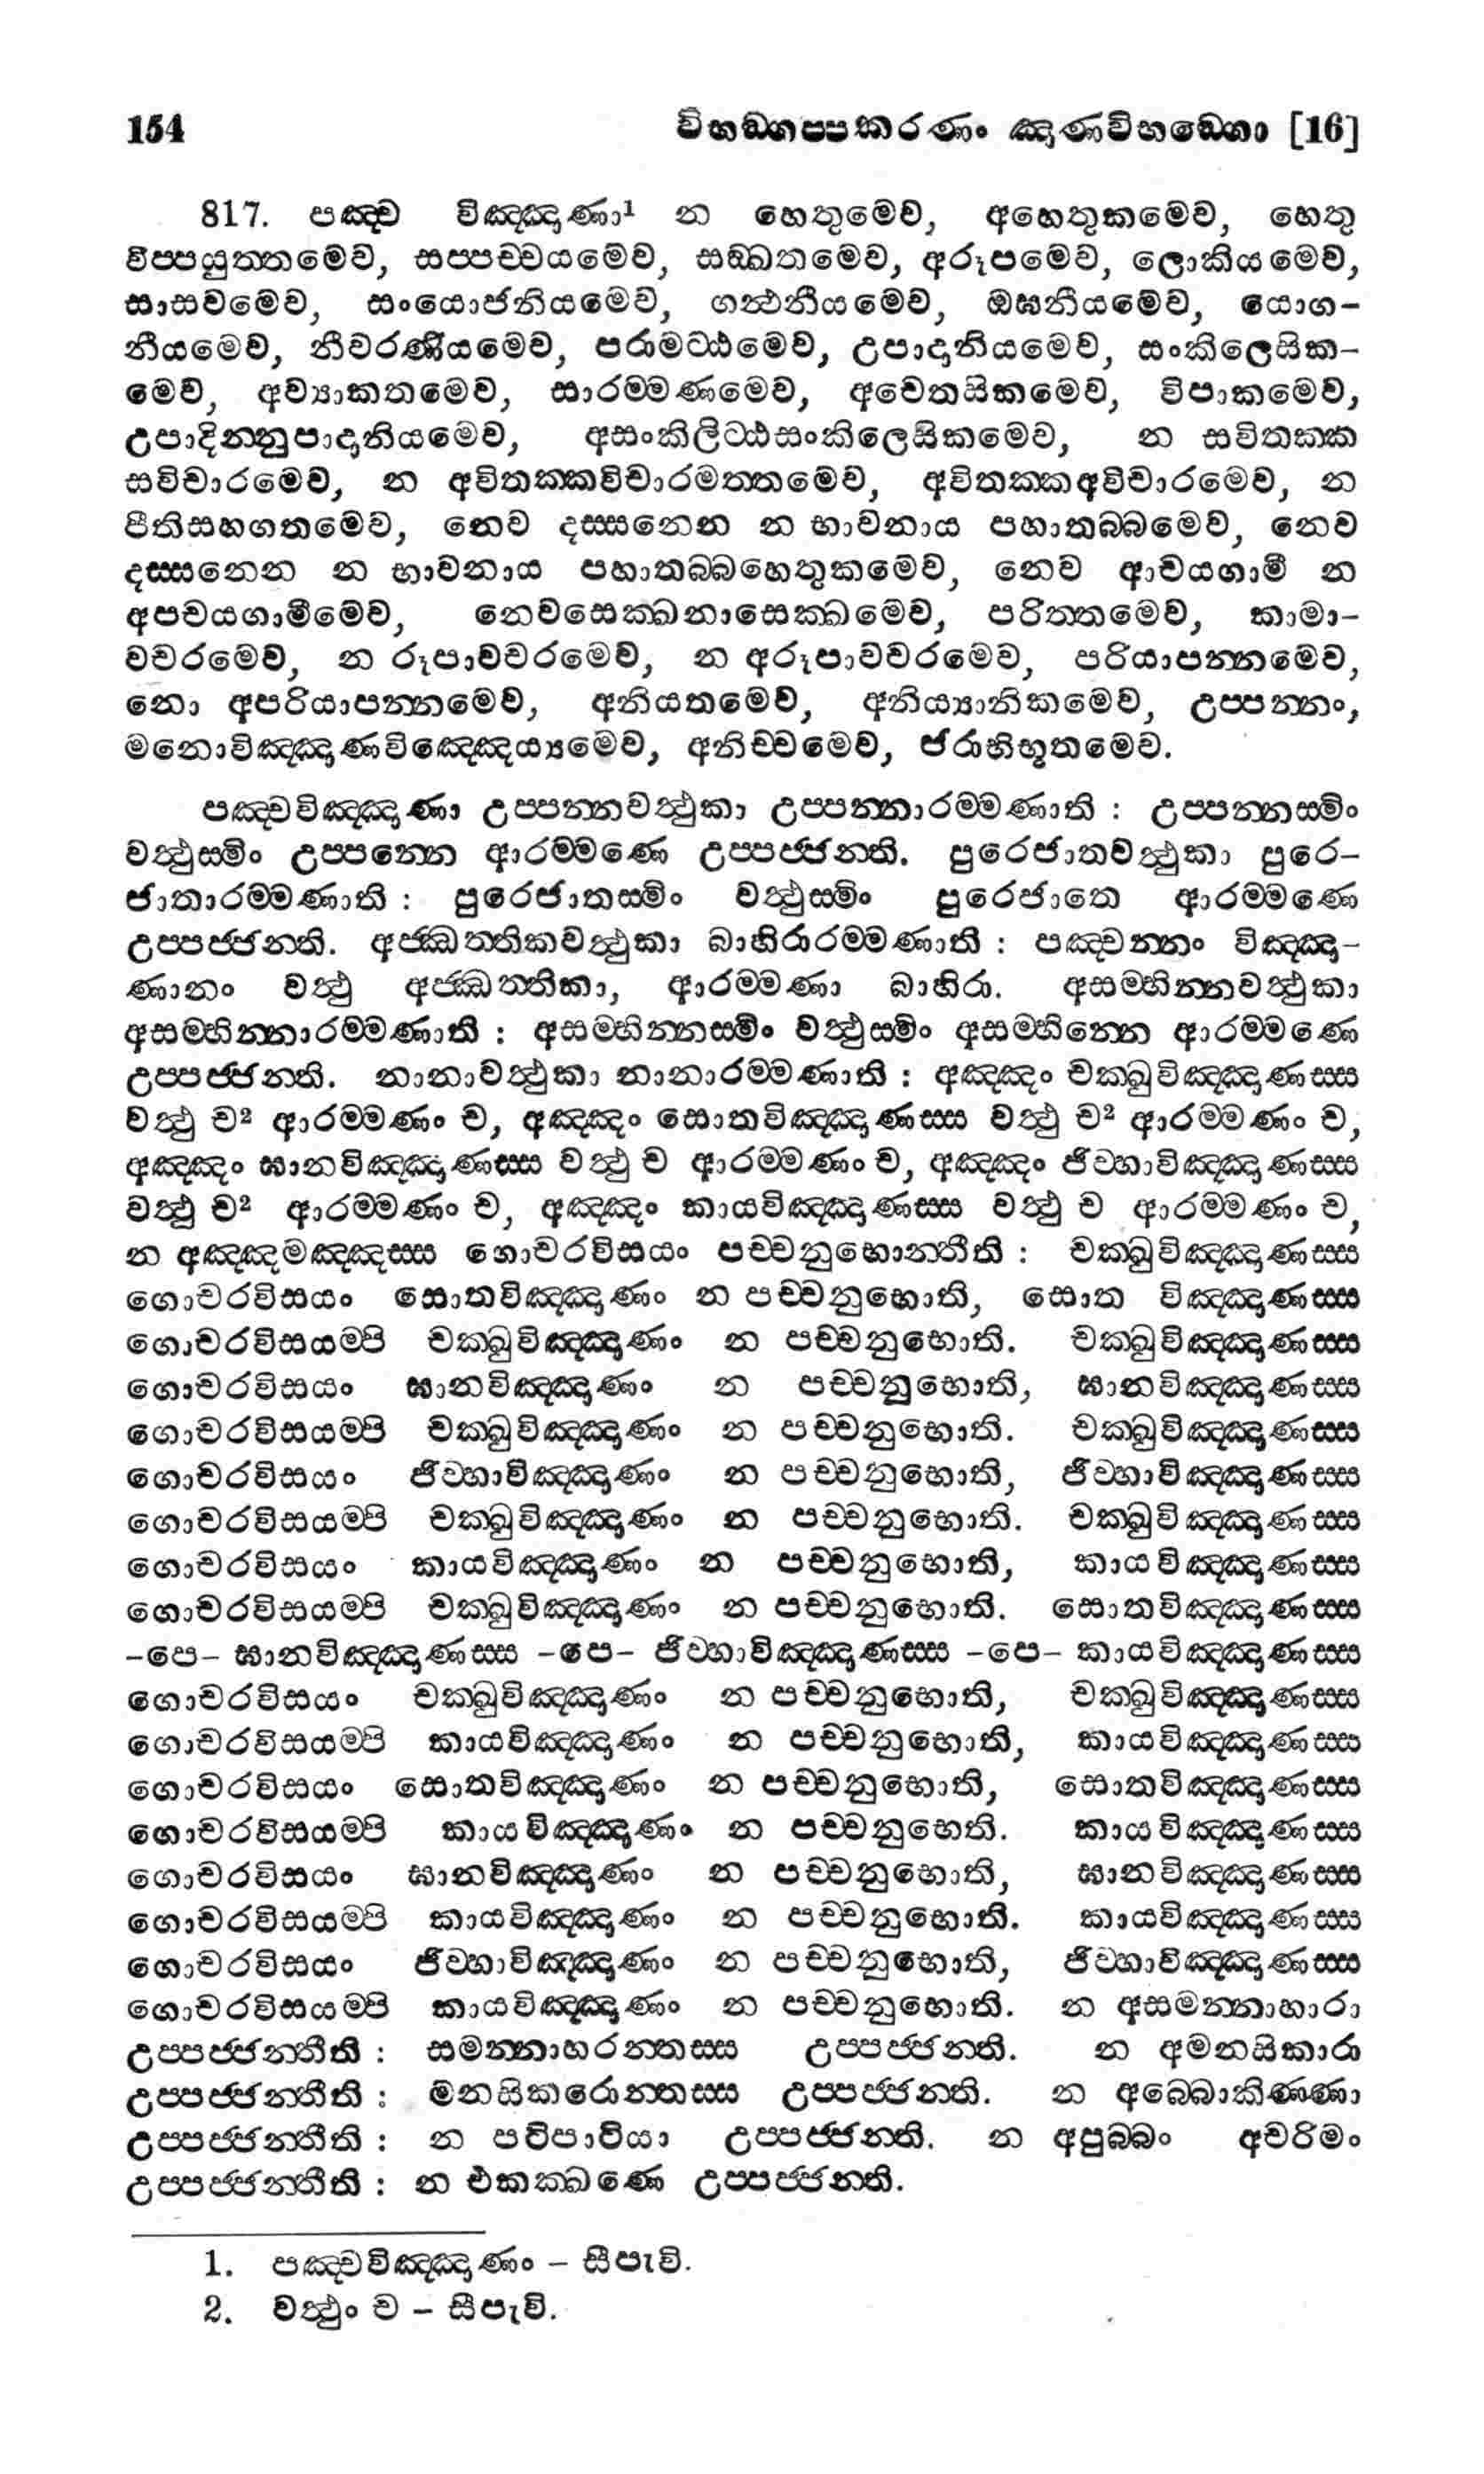 154 විභඞ්ගප්පකරණං ඤාණවිභඞ්ගො [16]
817. පඤ්ච විඤ්ඤාණා¹ න හෙතුමෙව, අහෙතුකමෙව, හෙතු
විප්පයුත්තමෙව, සප්පච්චයමෙව, සඞ්ඛතමෙව, අරූපමෙව, ලොකියමෙව,
සාසවමෙව, සංයොජනියමෙව, ගන්ථනීයමෙව, ඔඝනීයමෙව, යොග-
නීයමෙව, නීවරණීයමෙව, පරාමට්ඨමෙව, උපාදානියමෙව, සංකිලෙසික-
මෙව, අව්‍යාකතමෙව, සාරම්මණමෙව, අචෙතසිකමෙව, විපාකමෙව,
උපාදින්නුපාදානියමෙව, අසංකිලිට්ඨසංකිලෙසිකමෙව, න සවිතක්ක
සවිචාරමෙව, න අවිතක්කවිචාරමත්තමෙව, අවිතක්කඅවිචාරමෙව, න
පීතිසහගතමෙව, නෙව දස්සනෙන න භාවනාය පහාතබ්බමෙව, නෙව
දස්සනෙන න භාවනාය පහාතබ්බහෙතුකමෙව, නෙව ආචයගාමී න
අපචයගාමීමෙව, නෙවසෙක්ඛනාසෙක්ඛමෙව, පරිත්තමෙව, කාමා-
වචරමෙව, න රූපාවචරමෙව, න අරූපාවචරමෙව, පරියාපන්නමෙව,
නො අපරියාපන්නමෙව, අනියතමෙව, අනිය්‍යානිකමෙව, උප්පන්නං,
මනොවිඤ්ඤාණවිඤ්ඤෙය්‍යමෙව, අනිච්චමෙව, ජරාභිභූතමෙව.
පඤ්චවිඤ්ඤාණා උප්පන්නවත්ථුකා උප්පන්නාරම්මණාති : උප්පන්නස්මිං
වත්ථුස්මිං උප්පන්නෙ ආරම්මණෙ උප්පජ්ජන්ති. පුරෙජාතවත්ථුකා පුරෙ-
ජාතාරම්මණාති : පුරෙජාතස්මිං වත්ථුස්මිං පුරෙජාතෙ ආරම්මණෙ
උප්පජ්ජන්ති. අජ්ඣත්තිකවත්ථුකා බාහිරාරම්මණාති : පඤ්චන්නං විඤ්ඤා-
ණානං වත්ථු අජ්ඣත්තිකා, ආරම්මණා බාහිරා. අසම්භින්නවත්ථුකා
අසම්භින්නාරම්මණාති : අසම්භින්නස්මිං වත්ථුස්මිං අසම්භින්නෙ ආරම්මණෙ
උප්පජ්ජන්ති. නානාවත්ථුකා නානාරම්මණාති : අඤ්ඤං චක්ඛුවිඤ්ඤාණස්ස
වත්ථු ච² ආරම්මණං ච, අඤ්ඤං සොතවිඤ්ඤාණස්ස වත්ථු ච² ආරම්මණං ච,
අඤ්ඤං ඝානවිඤ්ඤාණස්ස වත්ථු ච ආරම්මණං ච, අඤ්ඤං ජිව්හාවිඤ්ඤාණස්ස
වත්ථු ච² ආරම්මණං ච, අඤ්ඤං කායවිඤ්ඤාණස්ස වත්ථු ච ආරම්මණං ච,
න අඤ්ඤමඤ්ඤස්ස ගොචරවිසයං පච්චනුභොන්තීති : චක්ඛුවිඤ්ඤාණස්ස
ගොචරවිසයං සොතවිඤ්ඤාණං න පච්චනුභොති, සොත විඤ්ඤාණස්ස
ගොචරවිසයම්පි චක්ඛුවිඤ්ඤාණං න පච්චනුභොති. චක්ඛුවිඤ්ඤාණස්ස
ගොචරවිසයං ඝානවිඤ්ඤාණං න පච්චනුභොති, ඝානවිඤ්ඤාණස්ස
ගොචරවිසයම්පි චක්ඛුවිඤ්ඤාණං න පච්චනුභොති. චක්ඛුවිඤ්ඤාණස්ස
ගොචරවිසයං ජිව්හාවිඤ්ඤාණං න පච්චනුභොති, ජිව්හාවිඤ්ඤාණස්ස
ගොචරවිසයම්පි චක්ඛුවිඤ්ඤාණං න පච්චනුභොති. චක්ඛුවිඤ්ඤාණස්ස
ගොචරවිසයං කායවිඤ්ඤාණං න පච්චනුභොති, කායවිඤ්ඤාණස්ස
ගොචරවිසයම්පි චක්ඛුවිඤ්ඤාණං න පච්චනුභොති. සොතවිඤ්ඤාණස්ස
-පෙ- ඝානවිඤ්ඤාණස්ස -පෙ- ජිව්හාවිඤ්ඤාණස්ස -පෙ- කායවිඤ්ඤාණස්ස
ගොචරවිසයං චක්ඛුවිඤ්ඤාණං න පච්චනුභොති, චක්ඛුවිඤ්ඤාණස්ස
ගොචරවිසයම්පි කායවිඤ්ඤාණං න පච්චනුභොති, කායවිඤ්ඤාණස්ස
ගොචරවිසයං සොතවිඤ්ඤාණං න පච්චනුභොති, සොතවිඤ්ඤාණස්ස
ගොචරවිසයම්පි කායවිඤ්ඤාණං න පච්චනුභෙති. කායවිඤ්ඤාණස්ස
ගොචරවිසයං ඝානවිඤ්ඤාණං න පච්චනුභොති, ඝානවිඤ්ඤාණස්ස
ගොචරවිසයම්පි කායවිඤ්ඤාණං න පච්චනුභොති. කායවිඤ්ඤාණස්ස
ගොචරවිසයං ජිව්හාවිඤ්ඤාණං න පච්චනුභොති, ජිව්හාවිඤ්ඤාණස්ස
ගොචරවිසයම්පි කායවිඤ්ඤාණං න පච්චනුභොති. න අසමන්නාහාරා
උප්පජ්ජන්තීති : සමන්නාහරන්තස්ස උප්පජ්ජන්ති. න අමනසිකාරා
උප්පජ්ජන්තීති : මනසිකරොන්තස්ස උප්පජ්ජන්ති. න අබ්බොකිණ්ණා
උප්පජ්ජන්තීති : න පටිපාටියා උප්පජ්ජන්ති. න අපුබ්බං අචරිමං
උප්පජ්ජන්තීති : න එකක්ඛණෙ උප්පජ්ජන්ති.
1. පඤ්චවිඤ්ඤාණං – සීපැවි.
2. වත්ථුං ච – සීපැවි.